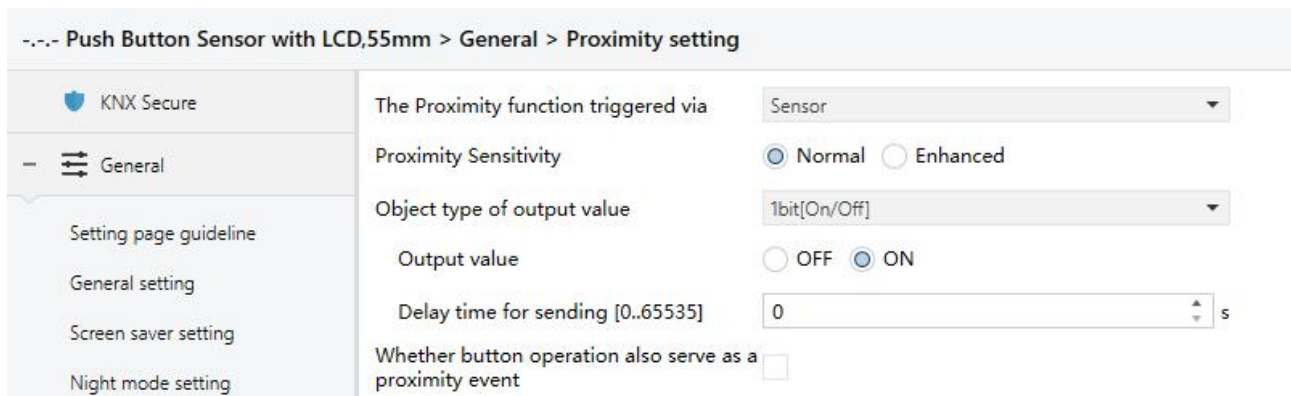 -.-.- Push Button Sensor with LCD,55mm > General > Proximity setting
KNX Secure
General
Setting page guideline
General setting
Screen saver setting
Night mode setting
The Proximity function triggered via Sensor
Proximity Sensitivity Normal Enhanced
Object type of output value 1bit[On/Off]
Output value OFF ON
Delay time for sending [0..65535] 0 s
Whether button operation also serve as a
proximity event